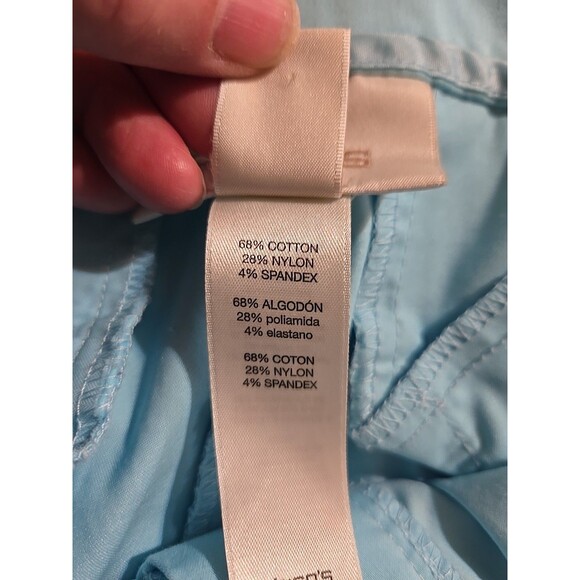 68% COTTON
28% NYLON
4% SPANDEX
68% ALGODÓN
28% poliamida
4% elastano
68% COTON
28% NYLON
4% SPANDEX